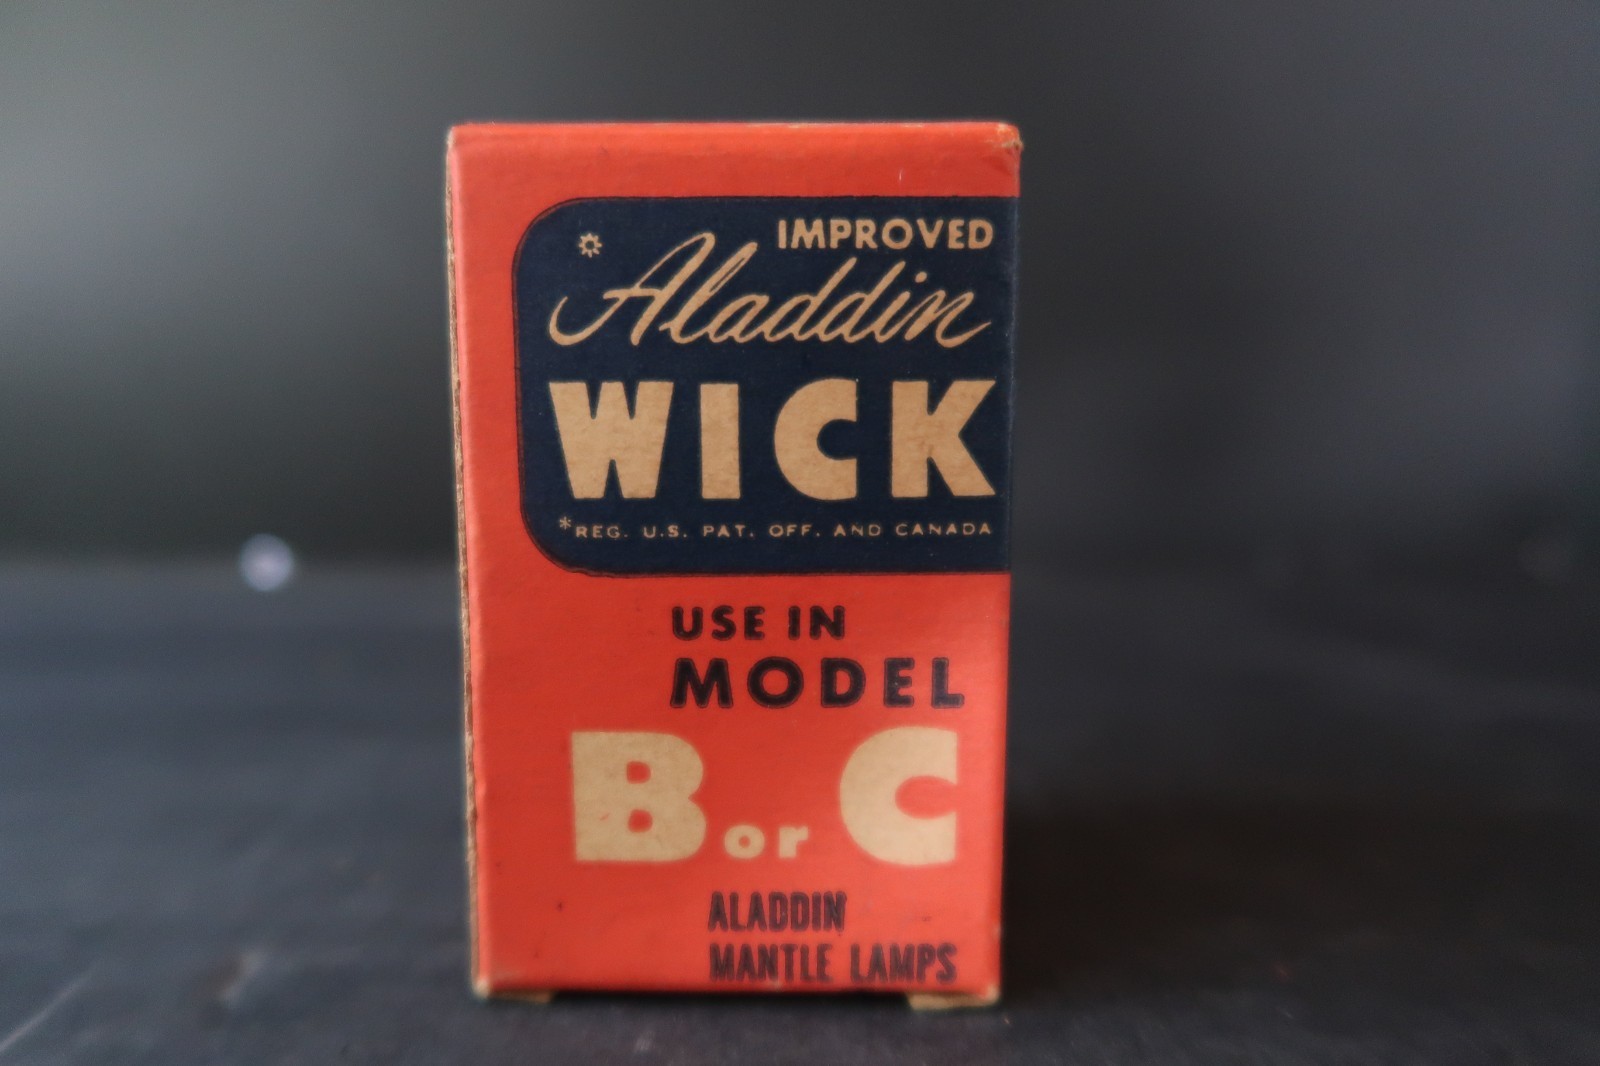 IMPROVED
*Aladdin
WICK
*REG. U.S. PAT. OFF. AND CANADA
USE IN
MODEL
B or C
ALADDIN
MANTLE LAMPS